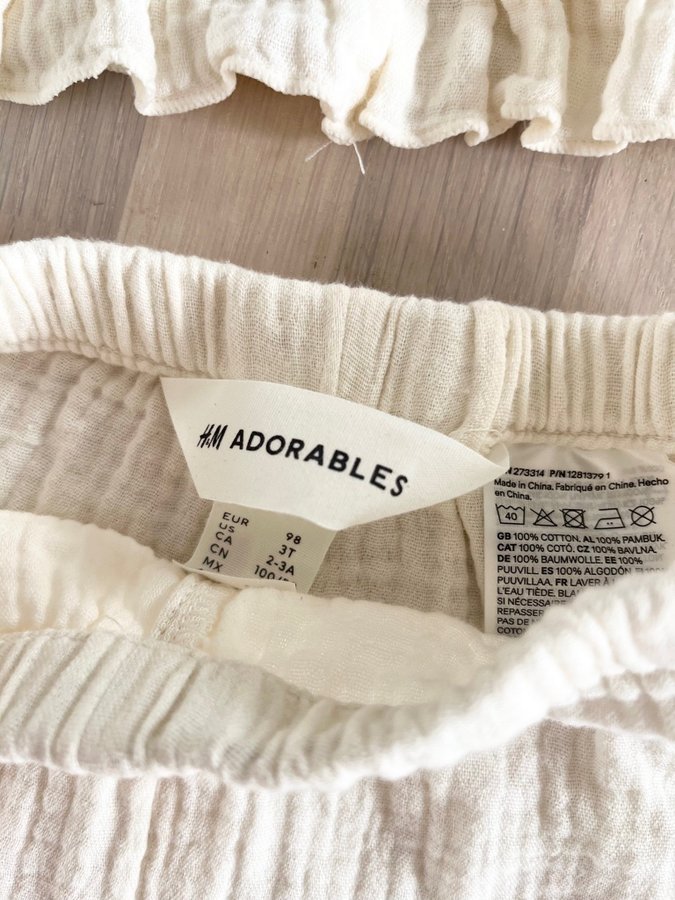 H&M ADORABLES
EUR 98
US 3T
CA 2-3A
CN
MX
273314 P/N 1281379 1
Made in China. Fabriqué en Chine. Hecho
en China.
40
GB 100% COTTON. AL 100% PAMBUK.
CAT 100% COTÓ. CZ 100% BAVLNA.
DE 100% BAUMWOLLE. EE 100%
PUUVILL. ES 100% ALGODÓN.
PUUVILLAA. FR LAVER À
L'EAU TIÈDE,
SI NÉCESSAIRE
REPASSER
PAS DE